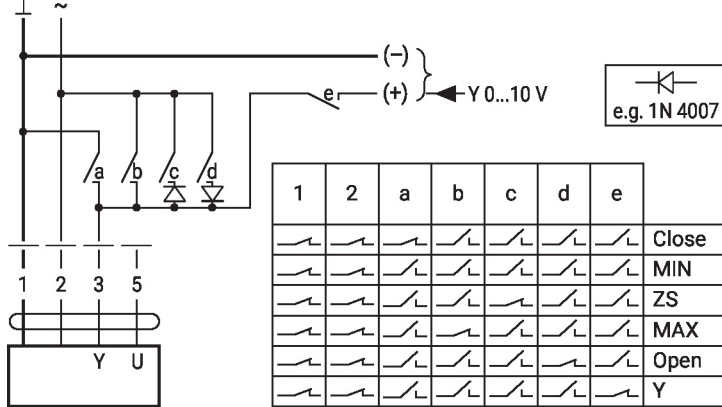 ⊥ ~
(−)
e (+) Y 0...10 V
e.g. 1N 4007
a b c d
1 2 a b c d e
Close
MIN
ZS
MAX
Open
Y
1 2 3 5
Y U